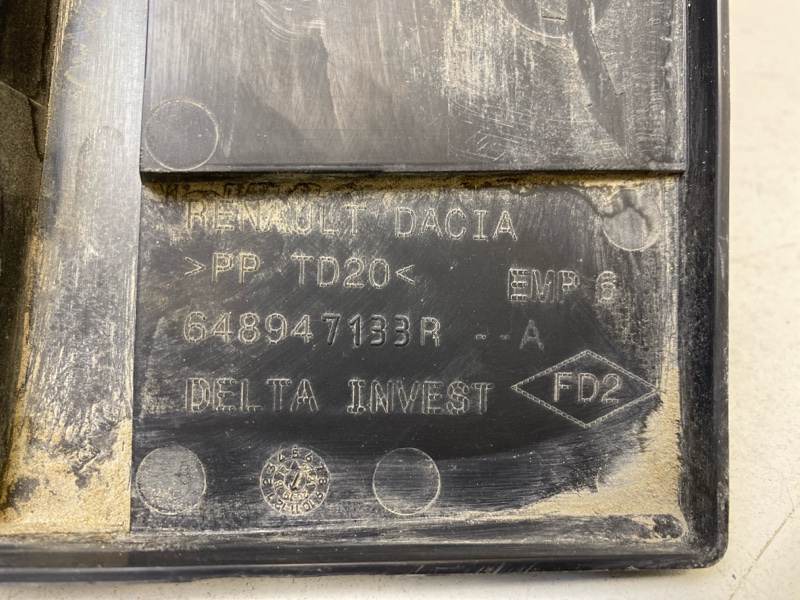 RENAULT DACIA
>PP TD20<
EMP 6
648947133R --A
DELTA INVEST
FD2